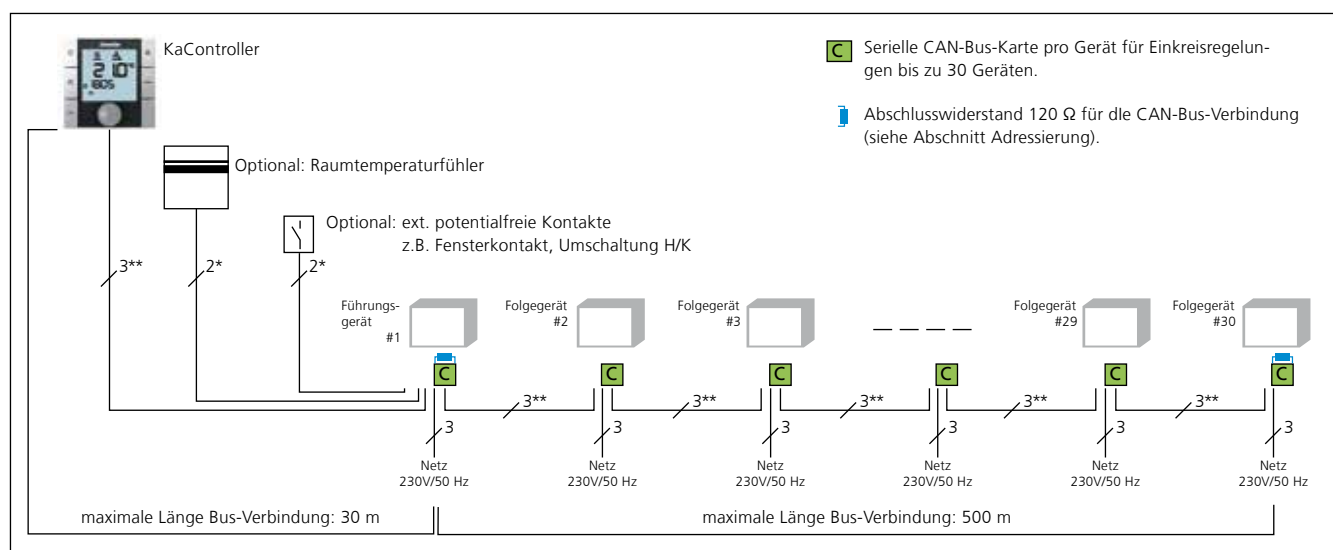 KaController
C Serielle CAN-Bus-Karte pro Gerät für Einkreisregelun-
gen bis zu 30 Geräten.
Abschlusswiderstand 120 Ω für dIe CAN-Bus-Verbindung
(siehe Abschnitt Adressierung).
Optional: Raumtemperaturfühler
Optional: ext. potentialfreie Kontakte
z.B. Fensterkontakt, Umschaltung H/K
3** 2* 2*
Führungs-
gerät
#1
Folgegerät
#2
Folgegerät
#3
Folgegerät
#29
Folgegerät
#30
C C C C C C
3** 3** 3** 3** 3**
3 3 3 3 3 3
Netz
230V/50 Hz
Netz
230V/50 Hz
Netz
230V/50 Hz
Netz
230V/50 Hz
Netz
230V/50 Hz
Netz
230V/50 Hz
maximale Länge Bus-Verbindung: 30 m
maximale Länge Bus-Verbindung: 500 m